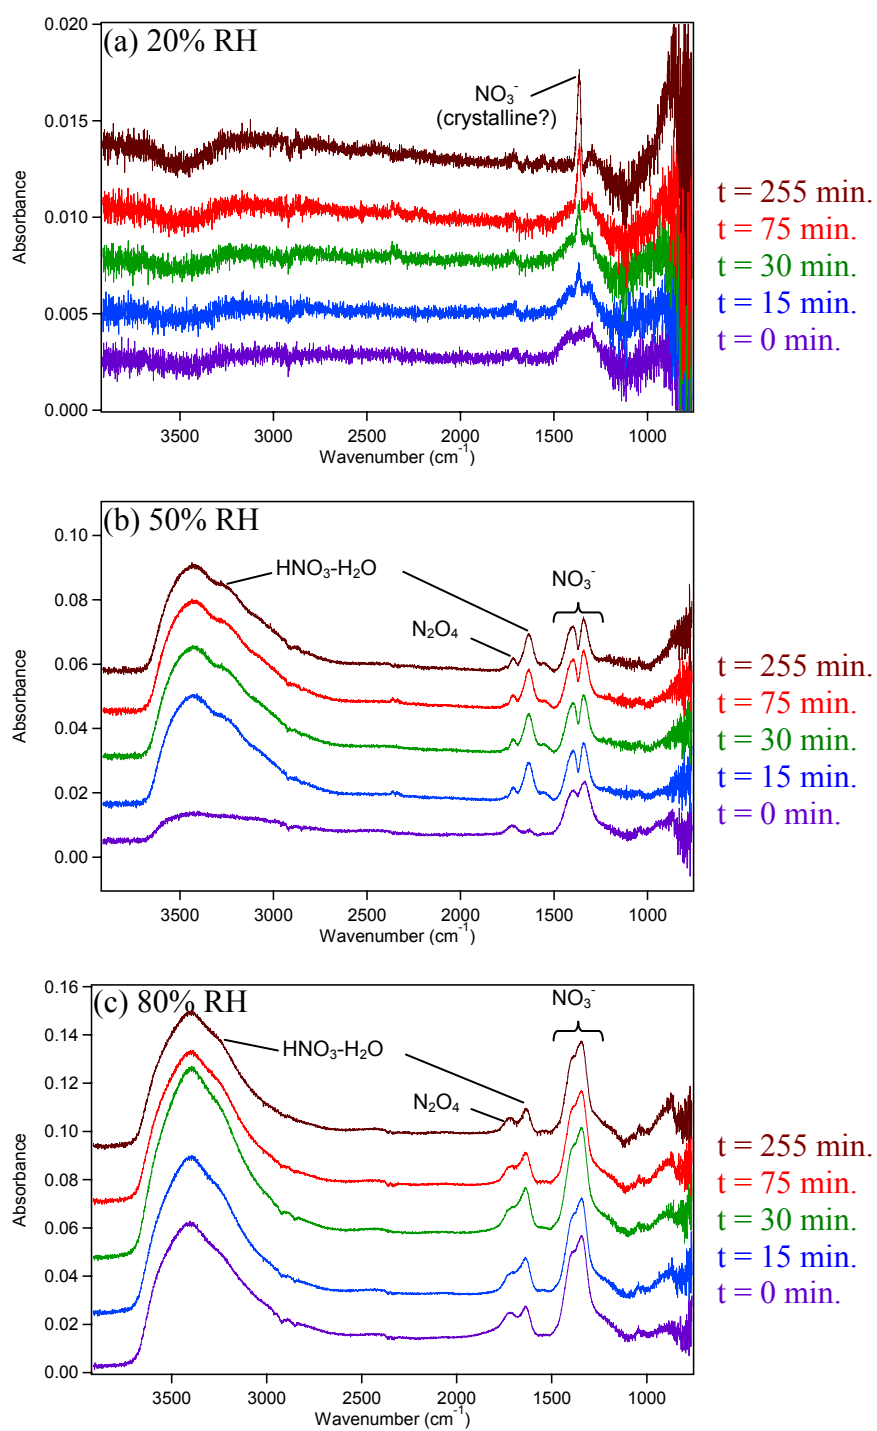 (a) 20% RH
0.020
0.015
0.010
0.005
0.000
Absorbance
NO₃⁻
(crystalline?)
t = 255 min.
t = 75 min.
t = 30 min.
t = 15 min.
t = 0 min.
3500 3000 2500 2000 1500 1000
Wavenumber (cm⁻¹)
(b) 50% RH
0.10
0.08
0.06
0.04
0.02
0.00
Absorbance
HNO₃-H₂O
NO₃⁻
N₂O₄
t = 255 min.
t = 75 min.
t = 30 min.
t = 15 min.
t = 0 min.
3500 3000 2500 2000 1500 1000
Wavenumber (cm⁻¹)
(c) 80% RH
0.16
0.14
0.12
0.10
0.08
0.06
0.04
0.02
0.00
Absorbance
NO₃⁻
HNO₃-H₂O
N₂O₄
t = 255 min.
t = 75 min.
t = 30 min.
t = 15 min.
t = 0 min.
3500 3000 2500 2000 1500 1000
Wavenumber (cm⁻¹)